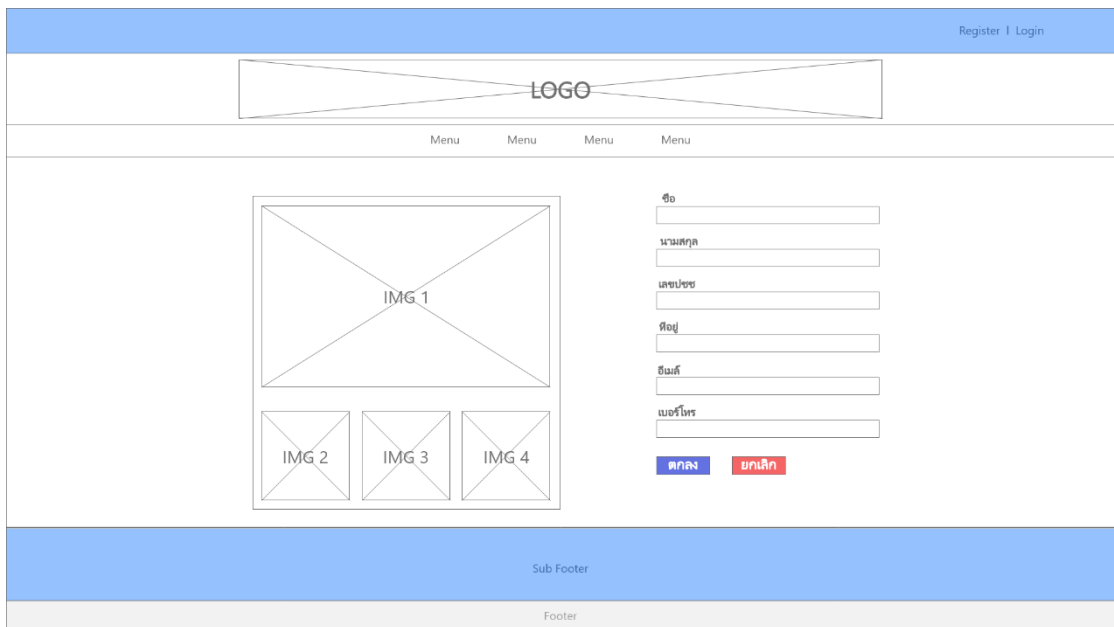 Register | Login
LOGO
Menu Menu Menu Menu
IMG 1
IMG 2 IMG 3 IMG 4
ชื่อ
นามสกุล
เลขปชช
ที่อยู่
อีเมล์
เบอร์โทร
ตกลง ยกเลิก
Sub Footer
Footer